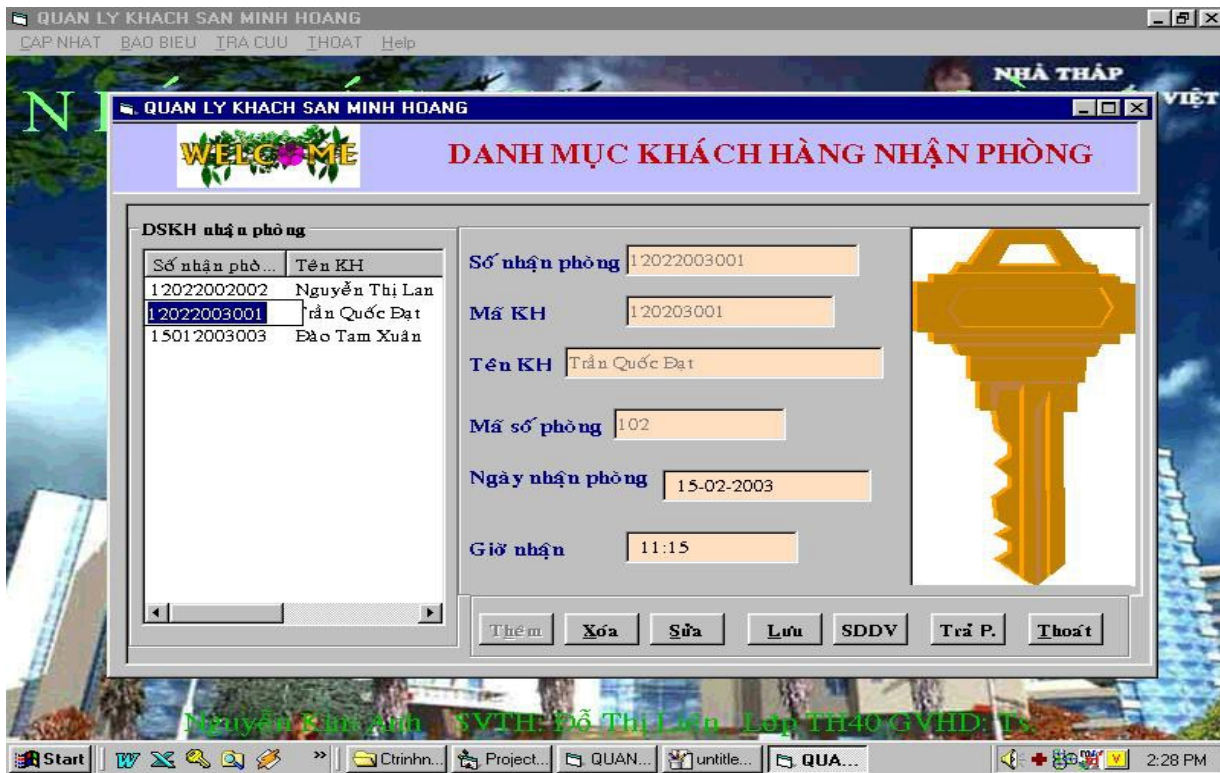 QUAN LY KHACH SAN MINH HOANG
CAP NHAT BAO BIEU TRA CUU THOAT Help
NHÀ THÁP
VIỆT
QUAN LY KHACH SAN MINH HOANG
WELCOME
DANH MỤC KHÁCH HÀNG NHẬN PHÒNG
DSKH nhận phòng
Số nhận phò... Tên KH
12022002002 Nguyễn Thị Lan
12022003001 Trần Quốc Đạt
15012003003 Đào Tam Xuân
Số nhận phòng 12022003001
Mã KH 120203001
Tên KH Trần Quốc Đạt
Mã số phòng 102
Ngày nhận phòng 15-02-2003
Giờ nhận 11:15
Thêm Xóa Sửa Lưu SDDV Trả P. Thoát
Nguyễn Kim Anh SVTH: Đỗ Thị Liên Lớp TH40 GVHD: Ts.
Start Ctrinhn... Project... QUAN... untitle... QUA... 2:28 PM